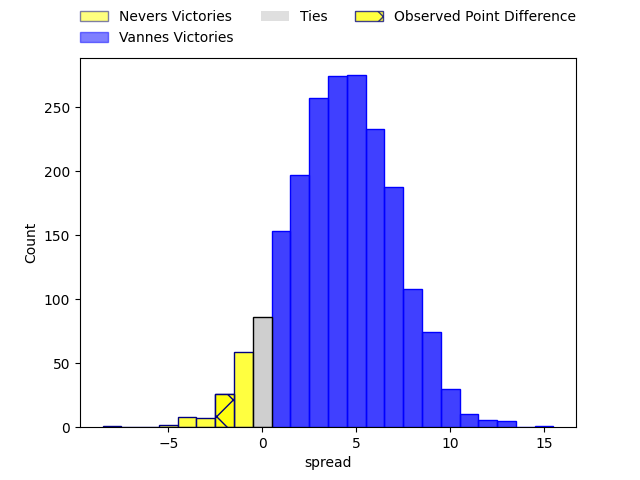 Nevers Victories
Ties
Observed Point Difference
Vannes Victories
Count
250
200
150
100
50
0
−5
0
5
10
15
spread